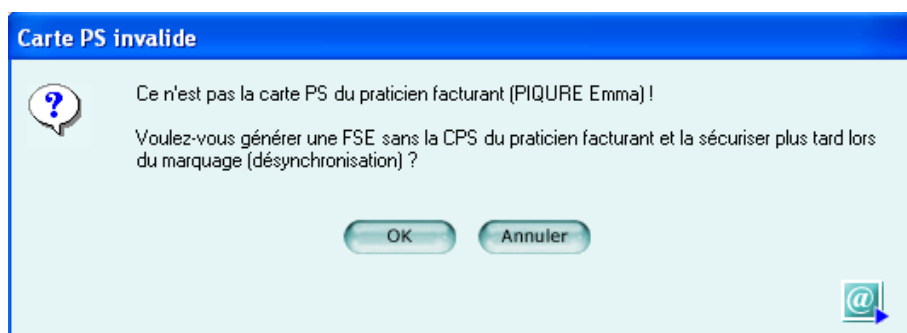 Carte PS invalide
Ce n'est pas la carte PS du praticien facturant (PIQURE Emma) !
Voulez-vous générer une FSE sans la CPS du praticien facturant et la sécuriser plus tard lors
du marquage (désynchronisation) ?
OK Annuler
@